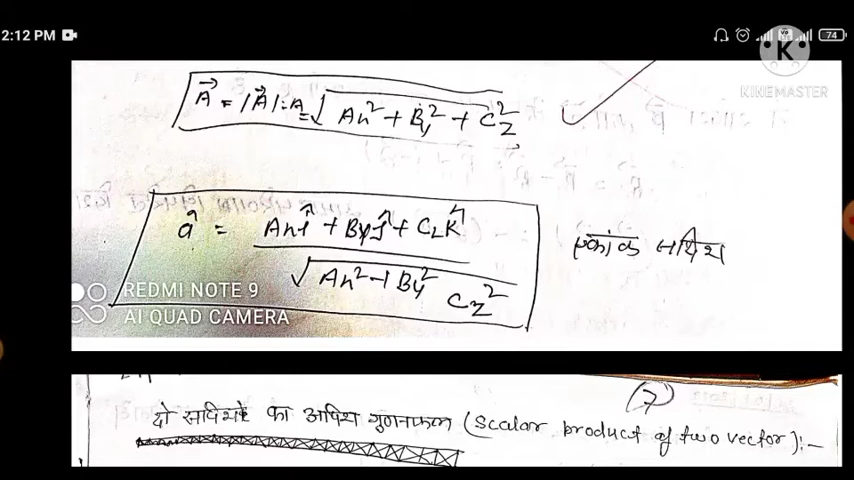 2:12 PM
74
K
KINEMASTER
A⃗ = |A⃗| = A = √Ax² + By² + Cz²
â = Axî + Byĵ + Czk̂ / √Ax² + By² Cz² एकांक सदिश
REDMI NOTE 9
AI QUAD CAMERA
(7)
दो सदिशों का अदिश गुणनफल (Scalar product of two vector):-